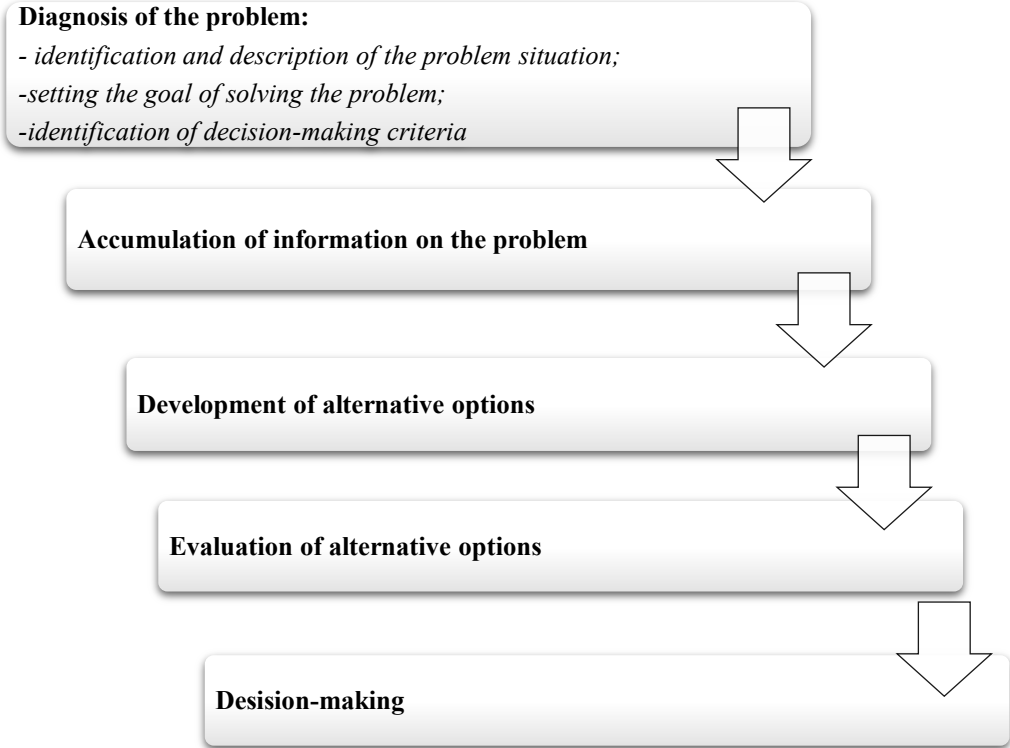 Diagnosis of the problem:
- identification and description of the problem situation;
-setting the goal of solving the problem;
-identification of decision-making criteria
Accumulation of information on the problem
Development of alternative options
Evaluation of alternative options
Desision-making